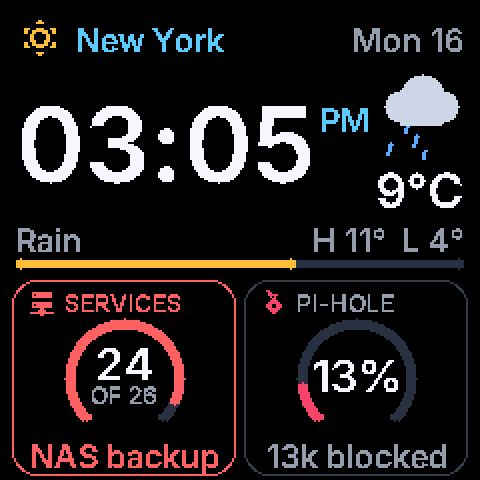 New York Mon 16
03:05 PM
9°C
Rain H 11° L 4°
SERVICES
24
OF 26
NAS backup
PI-HOLE
13%
13k blocked